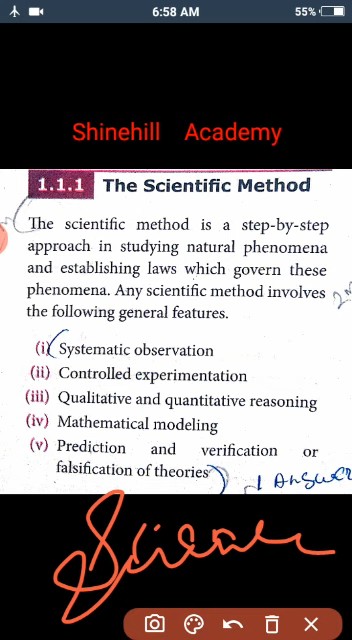 6:58 AM
55%
Shinehill Academy
1.1.1 The Scientific Method
The scientific method is a step-by-step
approach in studying natural phenomena
and establishing laws which govern these
phenomena. Any scientific method involves
the following general features.
(i) Systematic observation
(ii) Controlled experimentation
(iii) Qualitative and quantitative reasoning
(iv) Mathematical modeling
(v) Prediction and verification or
falsification of theories
1 Answer